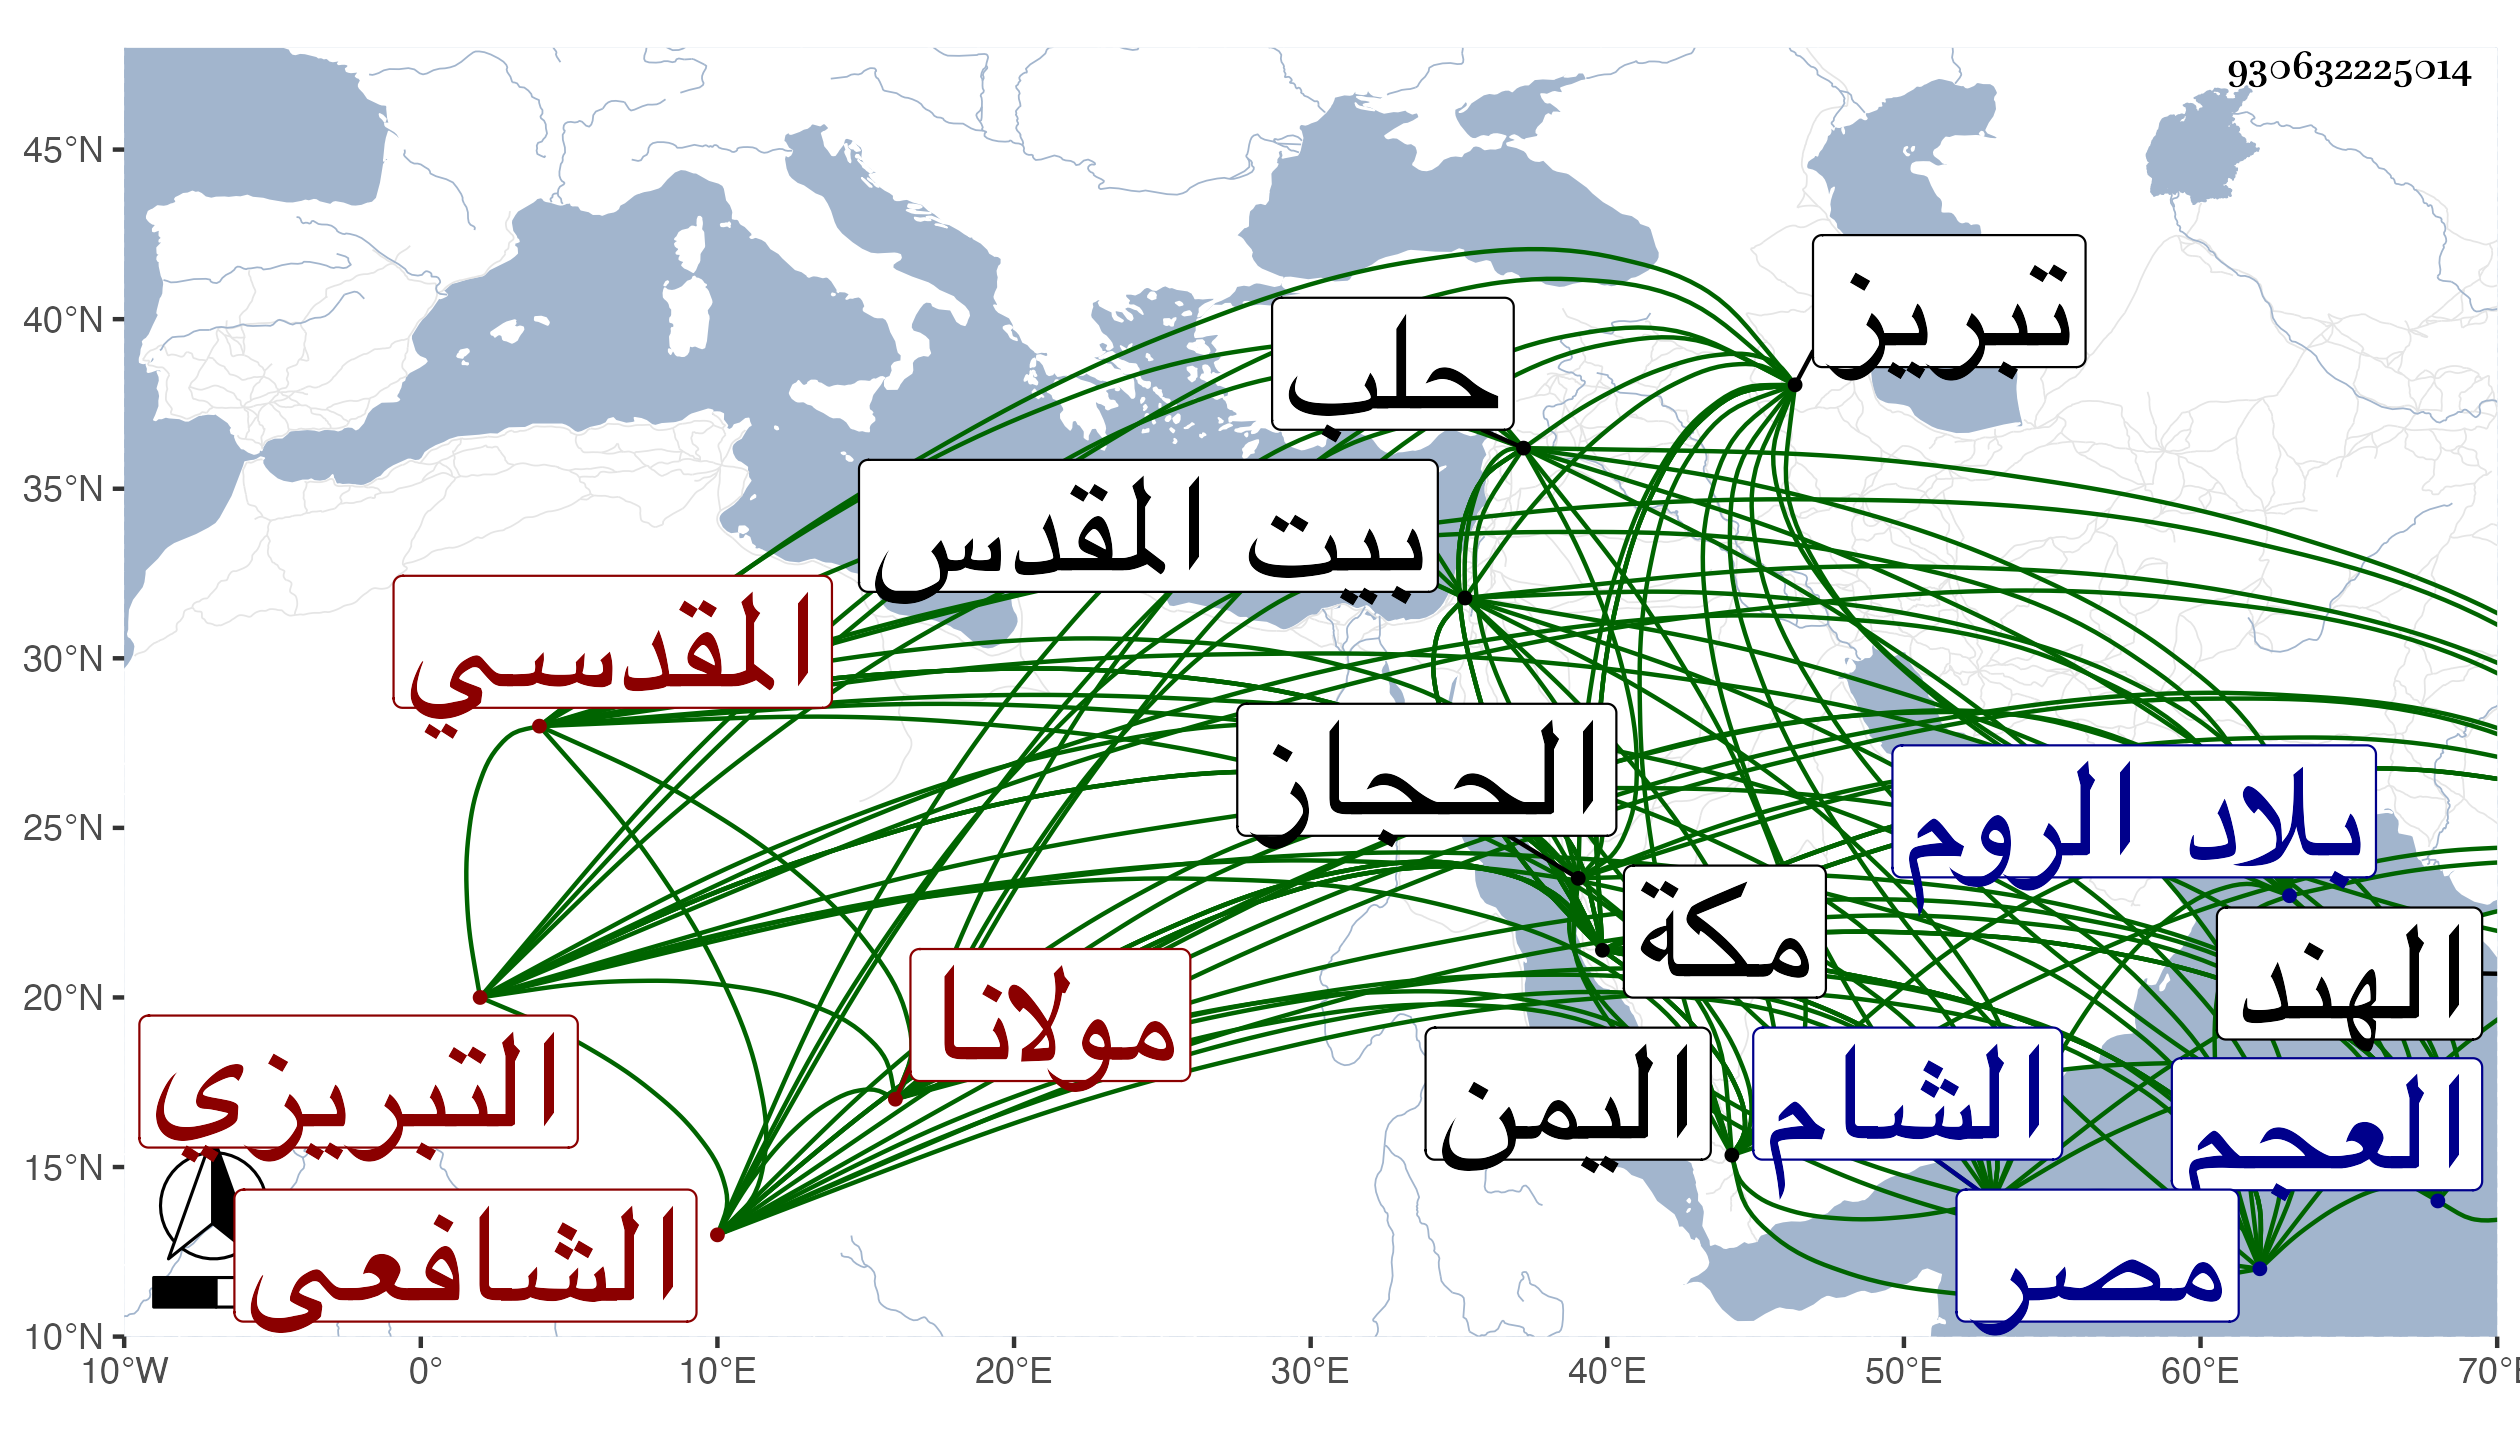 930632225014
45°N
40°N
35°N
30°N
25°N
20°N
15°N
10°N
10°W
0°
10°E
20°E
30°E
40°E
50°E
60°E
تبريز
حلب
بيت المقدس
المقدسي
الحجاز
بلاد الروم
مكة
الهند
مولانا
التبريزي
اليمن
الشام
العجم
الشافعى
مصر